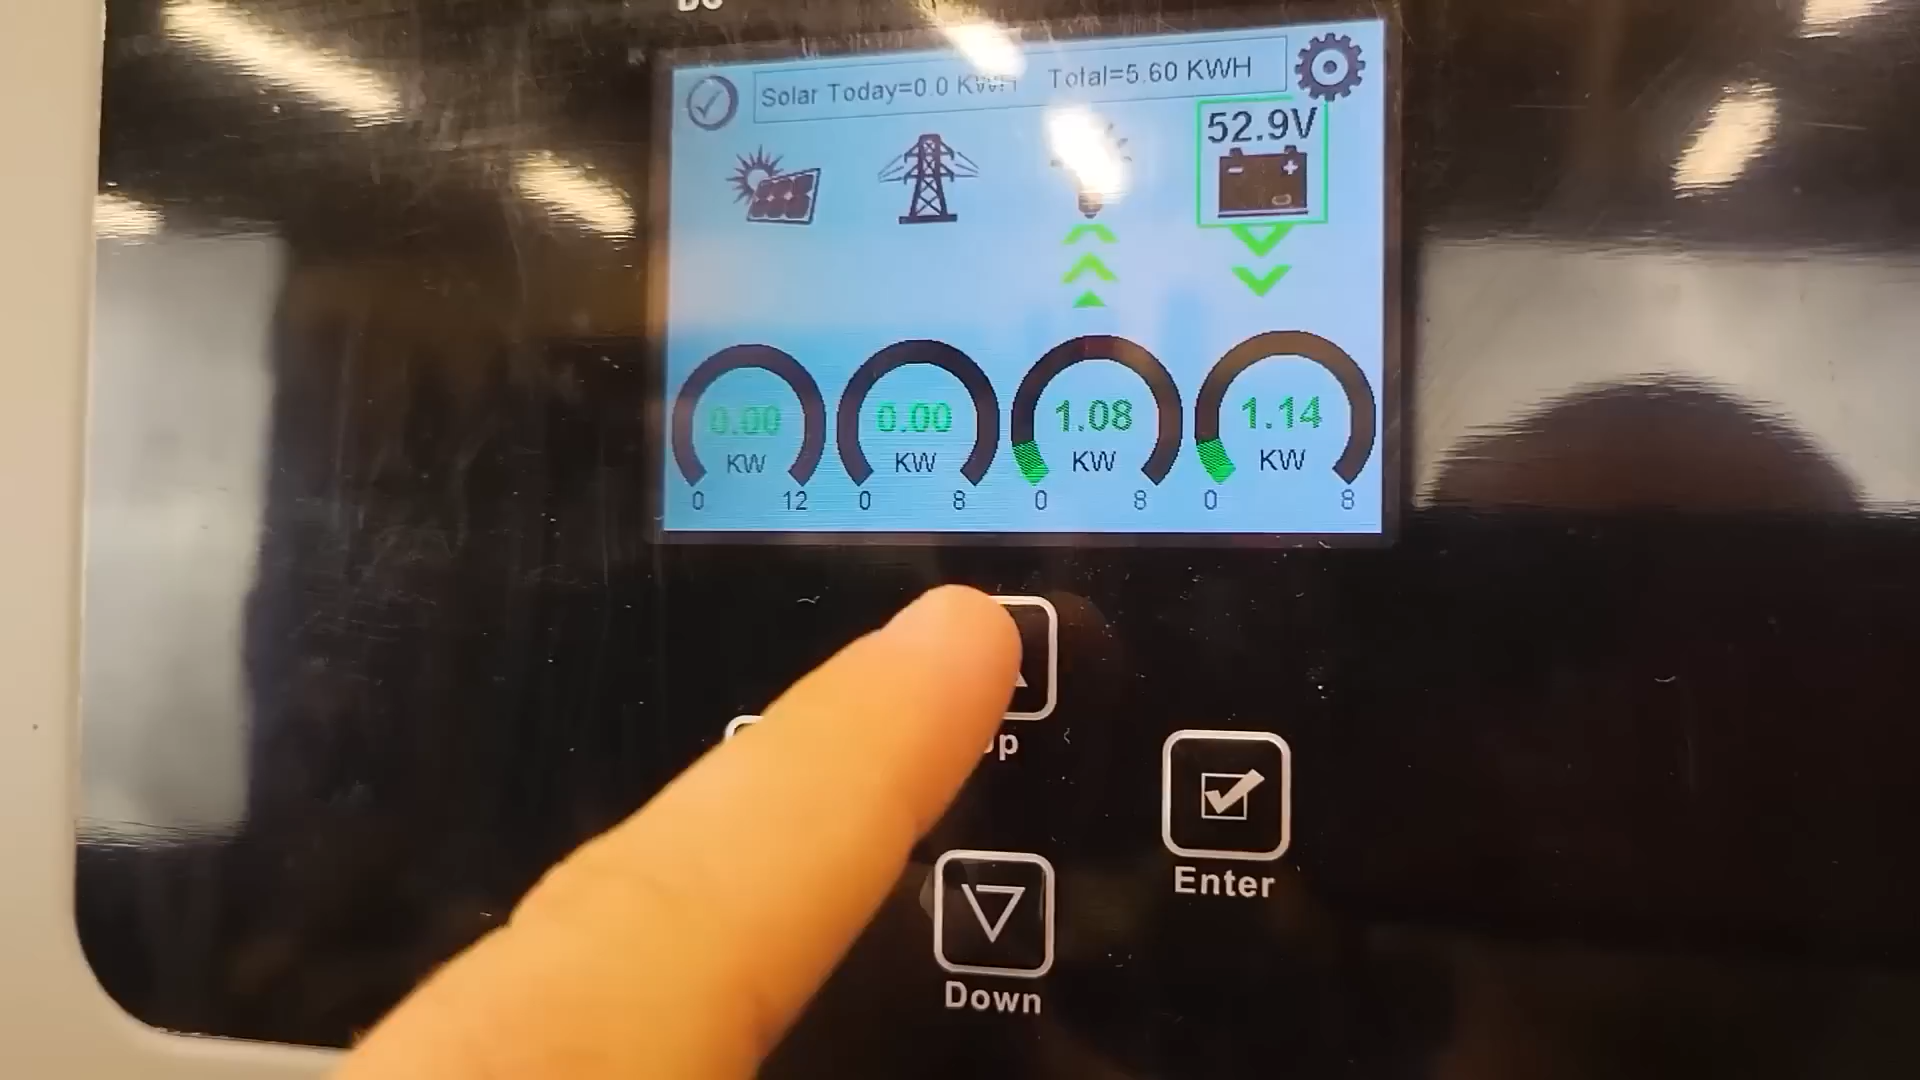 DC
Solar Today=0.0 KWH Total=5.60 KWH
52.9V
0.00 0.00 1.08 1.14
KW KW KW KW
0 12 0 8 0 8 0 8
Enter
Down